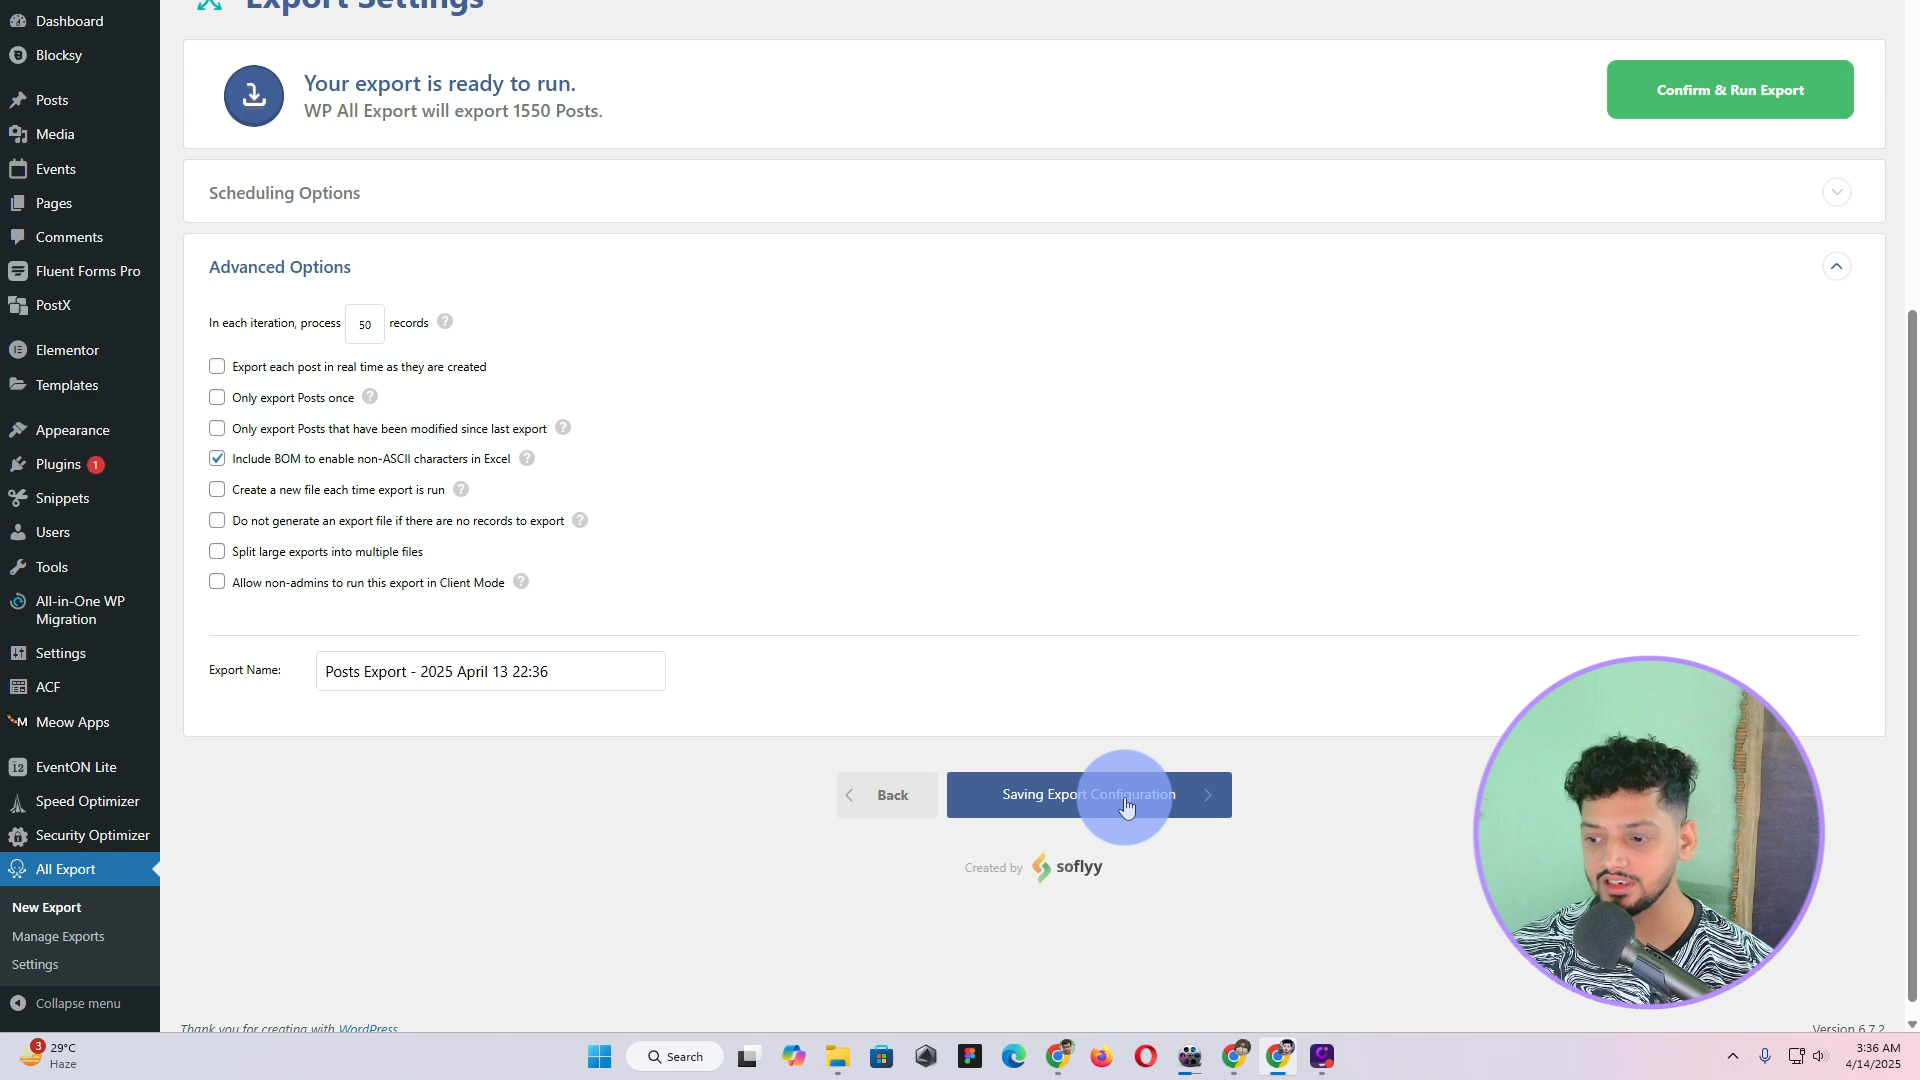 Dashboard
Blocksy
Posts
Media
Events
Pages
Comments
Fluent Forms Pro
PostX
Elementor
Templates
Appearance
Plugins 1
Snippets
Users
Tools
All-in-One WP
Migration
Settings
ACF
Meow Apps
12 EventON Lite
Speed Optimizer
Security Optimizer
All Export
New Export
Manage Exports
Settings
Collapse menu
Export Settings
Your export is ready to run.
WP All Export will export 1550 Posts.
Confirm & Run Export
Scheduling Options
Advanced Options
In each iteration, process 50 records ?
Export each post in real time as they are created
Only export Posts once ?
Only export Posts that have been modified since last export ?
Include BOM to enable non-ASCII characters in Excel ?
Create a new file each time export is run ?
Do not generate an export file if there are no records to export ?
Split large exports into multiple files
Allow non-admins to run this export in Client Mode ?
Export Name: Posts Export - 2025 April 13 22:36
Back
Saving Export Configuration
Created by soflyy
Thank you for creating with WordPress
Version 6.7.2
3
29°C
Haze
Search
3:36 AM
4/14/2025